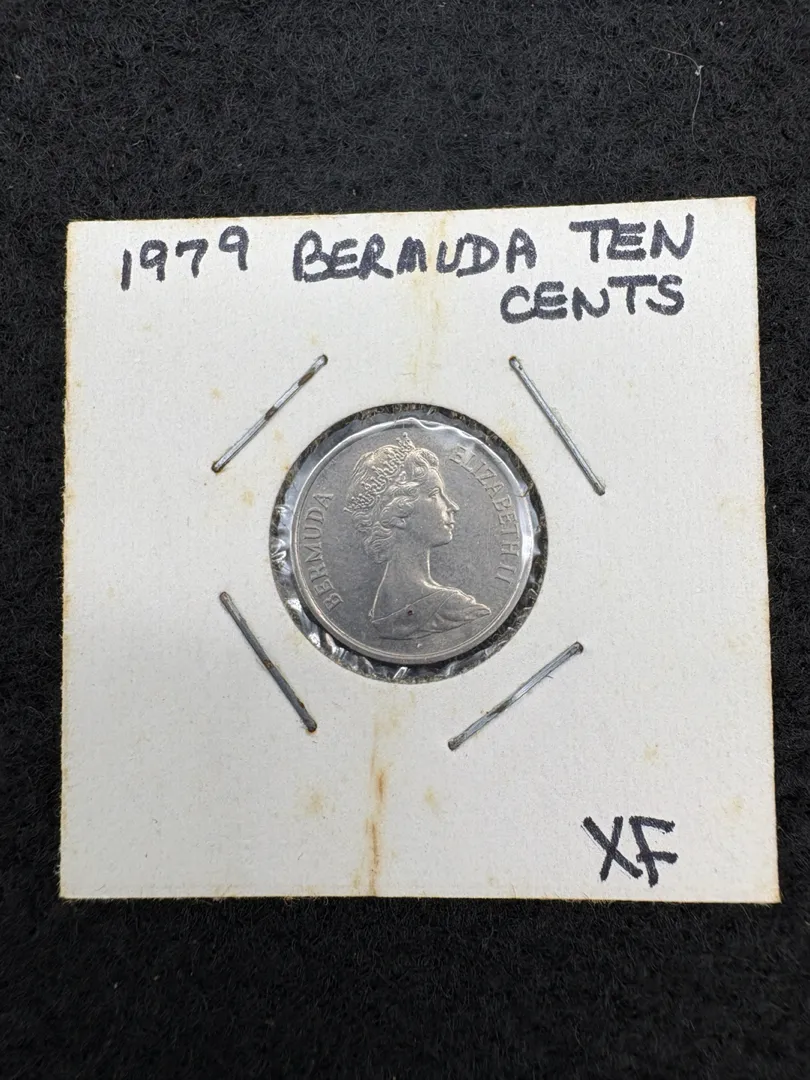 1979 BERMUDA TEN
CENTS
BERMUDA ELIZABETH II
XF